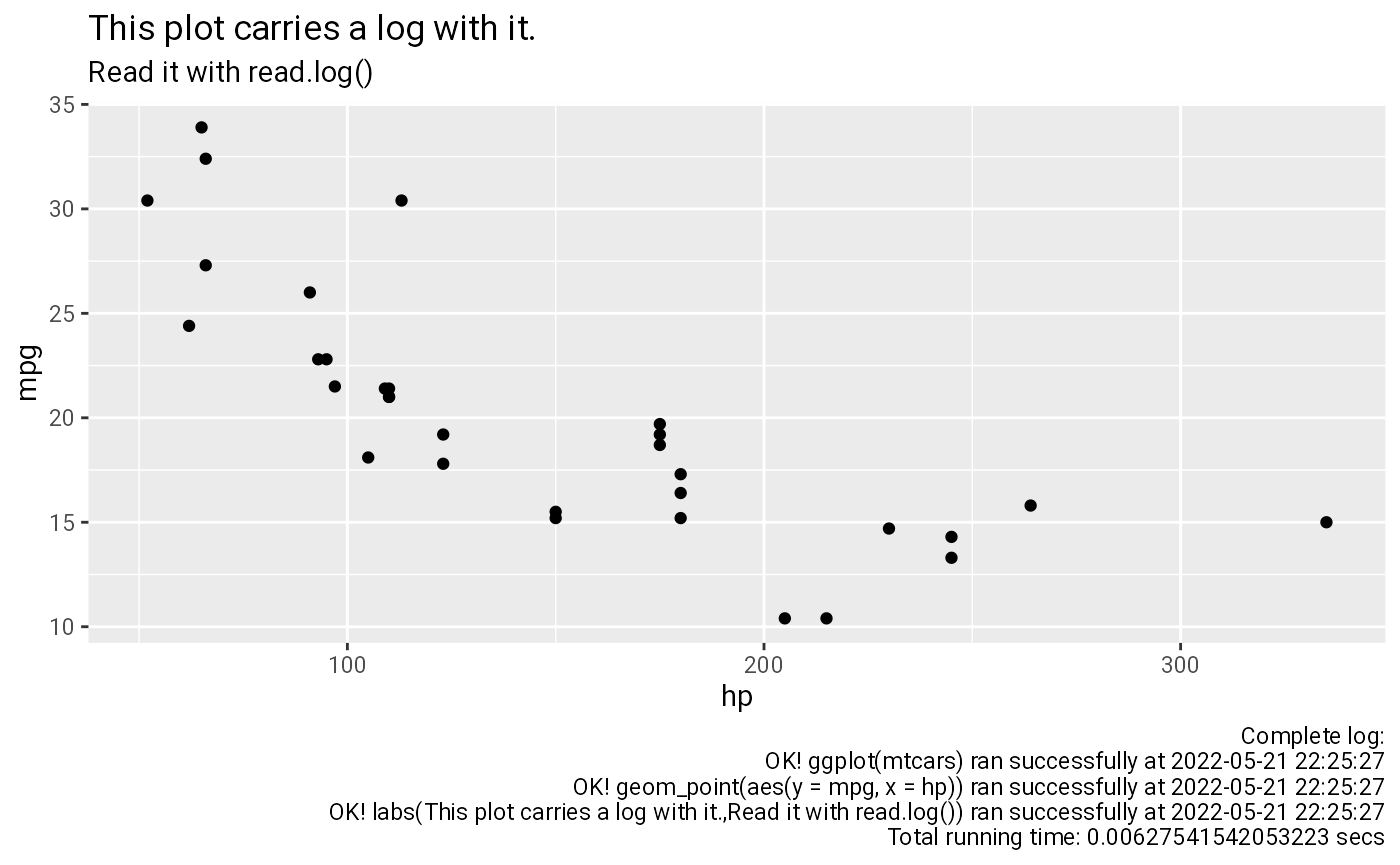 This plot carries a log with it.
Read it with read.log()
35
30
25
20
15
10
mpg
100 200 300
hp
Complete log:
OK! ggplot(mtcars) ran successfully at 2022-05-21 22:25:27
OK! geom_point(aes(y = mpg, x = hp)) ran successfully at 2022-05-21 22:25:27
OK! labs(This plot carries a log with it.,Read it with read.log()) ran successfully at 2022-05-21 22:25:27
Total running time: 0.00627541542053223 secs